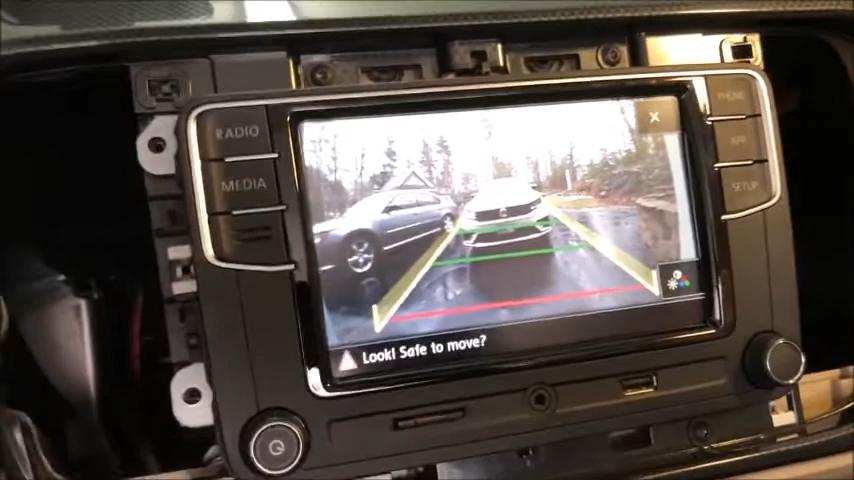 RADIO
MEDIA
PHONE
APP
SETUP
X
Look! Safe to move?